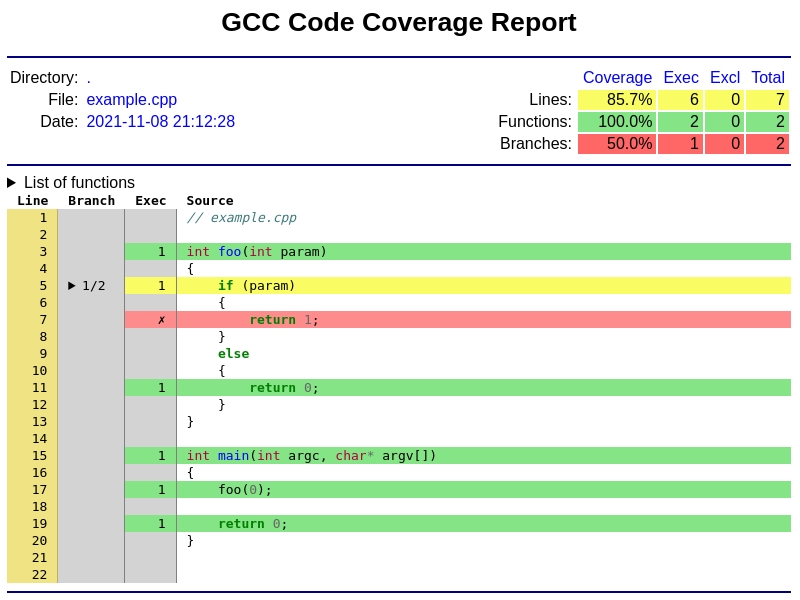 GCC Code Coverage Report
Directory: .
File: example.cpp
Date: 2021-11-08 21:12:28
Coverage Exec Excl Total
Lines: 85.7% 6 0 7
Functions: 100.0% 2 0 2
Branches: 50.0% 1 0 2
▶ List of functions
Line Branch Exec Source
1 // example.cpp
2
3 1 int foo(int param)
4 {
5 ▶ 1/2 1 if (param)
6 {
7 ✗ return 1;
8 }
9 else
10 {
11 1 return 0;
12 }
13 }
14
15 1 int main(int argc, char* argv[])
16 {
17 1 foo(0);
18
19 1 return 0;
20 }
21
22